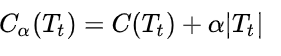 C_α(T_t) = C(T_t) + α|T_t|